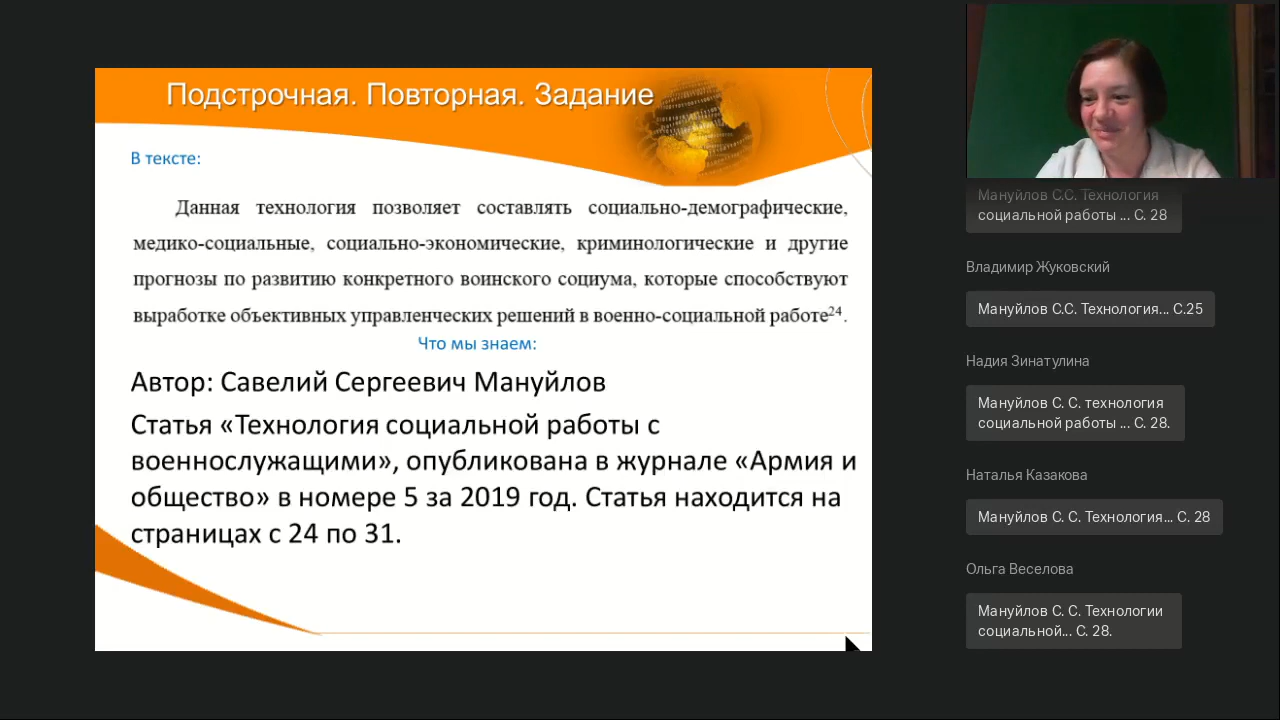 Подстрочная. Повторная. Задание
В тексте:
Данная технология позволяет составлять социально-демографические,
медико-социальные, социально-экономические, криминологические и другие
прогнозы по развитию конкретного воинского социума, которые способствуют
выработке объективных управленческих решений в военно-социальной работе²⁴.
Что мы знаем:
Автор: Савелий Сергеевич Мануйлов
Статья «Технология социальной работы с
военнослужащими», опубликована в журнале «Армия и
общество» в номере 5 за 2019 год. Статья находится на
страницах с 24 по 31.
Мануйлов С.С. Технология
социальной работы ... С. 28
Владимир Жуковский
Мануйлов С.С. Технология... С.25
Надия Зинатулина
Мануйлов С. С. технология
социальной работы ... С. 28.
Наталья Казакова
Мануйлов С. С. Технология... С. 28
Ольга Веселова
Мануйлов С. С. Технологии
социальной... С. 28.